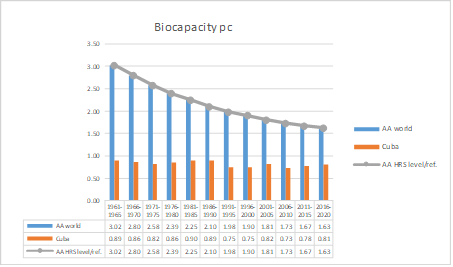 Biocapacity pc
3.50
3.00
2.50
2.00
1.50
1.00
0.50
0.00
AA world
Cuba
AA HRS level/ref.
1961-1965 1966-1970 1971-1975 1976-1980 1981-1985 1986-1990 1991-1995 1996-2000 2001-2005 2006-2010 2011-2015 2016-2020
AA world 3.02 2.80 2.58 2.39 2.25 2.10 1.98 1.90 1.81 1.73 1.67 1.63
Cuba 0.89 0.86 0.82 0.86 0.90 0.89 0.75 0.75 0.82 0.73 0.78 0.81
AA HRS level/ref. 3.02 2.80 2.58 2.39 2.25 2.10 1.98 1.90 1.81 1.73 1.67 1.63